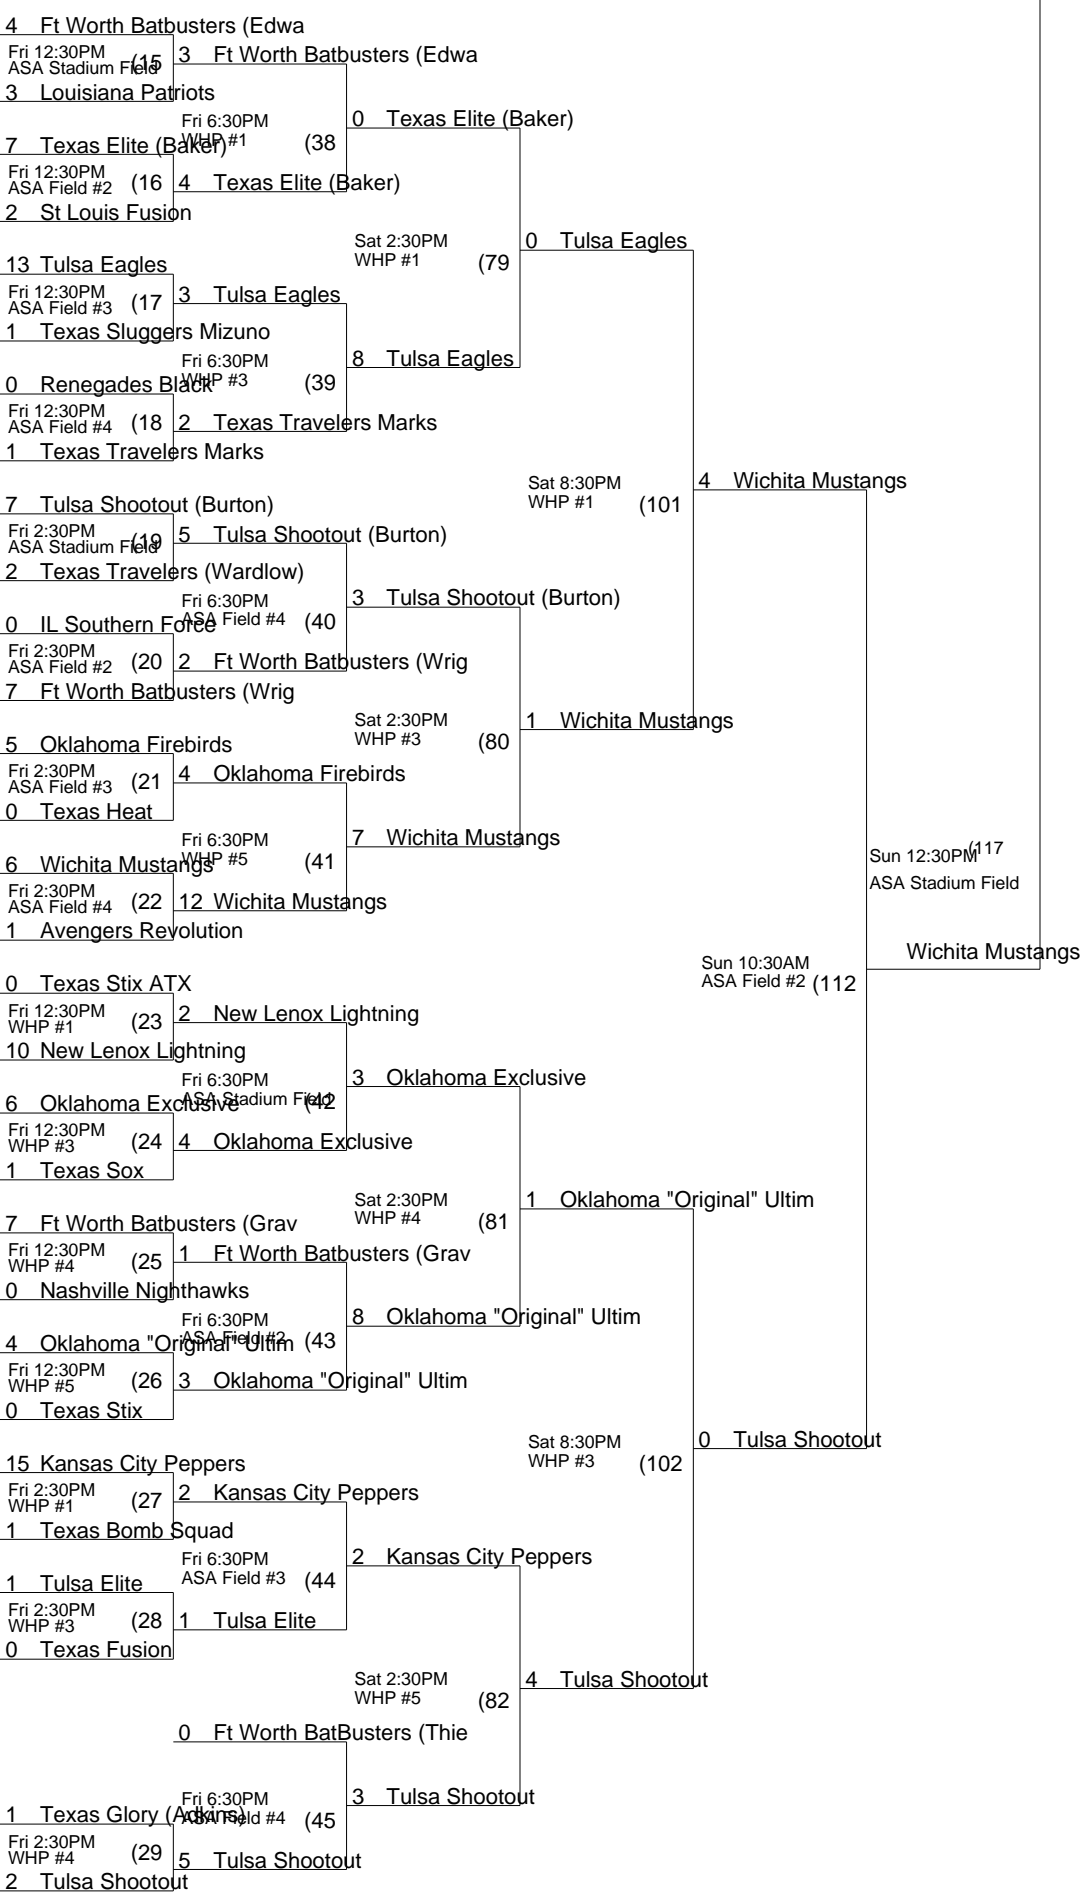 4 Ft Worth Batbusters (Edwa
Fri 12:30PM
ASA Stadium Field (15
3 Ft Worth Batbusters (Edwa
3 Louisiana Patriots
Fri 6:30PM
WHP #1 (38
0 Texas Elite (Baker)
7 Texas Elite (Baker)
Fri 12:30PM
ASA Field #2 (16
4 Texas Elite (Baker)
2 St Louis Fusion
Sat 2:30PM
WHP #1 (79
0 Tulsa Eagles
13 Tulsa Eagles
Fri 12:30PM
ASA Field #3 (17
3 Tulsa Eagles
1 Texas Sluggers Mizuno
Fri 6:30PM
WHP #3 (39
8 Tulsa Eagles
0 Renegades Black
Fri 12:30PM
ASA Field #4 (18
2 Texas Travelers Marks
1 Texas Travelers Marks
Sat 8:30PM
WHP #1 (101
4 Wichita Mustangs
7 Tulsa Shootout (Burton)
Fri 2:30PM
ASA Stadium Field (19
5 Tulsa Shootout (Burton)
2 Texas Travelers (Wardlow)
Fri 6:30PM
ASA Field #4 (40
3 Tulsa Shootout (Burton)
0 IL Southern Force
Fri 2:30PM
ASA Field #2 (20
2 Ft Worth Batbusters (Wrig
7 Ft Worth Batbusters (Wrig
Sat 2:30PM
WHP #3 (80
1 Wichita Mustangs
5 Oklahoma Firebirds
Fri 2:30PM
ASA Field #3 (21
4 Oklahoma Firebirds
0 Texas Heat
Fri 6:30PM
WHP #5 (41
7 Wichita Mustangs
6 Wichita Mustangs
Fri 2:30PM
ASA Field #4 (22
12 Wichita Mustangs
1 Avengers Revolution
Sun 12:30PM (117
ASA Stadium Field
Wichita Mustangs
Sun 10:30AM
ASA Field #2 (112
0 Texas Stix ATX
Fri 12:30PM
WHP #1 (23
2 New Lenox Lightning
10 New Lenox Lightning
Fri 6:30PM
ASA Stadium Field (42
3 Oklahoma Exclusive
6 Oklahoma Exclusive
Fri 12:30PM
WHP #3 (24
4 Oklahoma Exclusive
1 Texas Sox
Sat 2:30PM
WHP #4 (81
1 Oklahoma "Original" Ultim
7 Ft Worth Batbusters (Grav
Fri 12:30PM
WHP #4 (25
1 Ft Worth Batbusters (Grav
0 Nashville Nighthawks
Fri 6:30PM
ASA Field #2 (43
8 Oklahoma "Original" Ultim
4 Oklahoma "Original" Ultim
Fri 12:30PM
WHP #5 (26
3 Oklahoma "Original" Ultim
0 Texas Stix
Sat 8:30PM
WHP #3 (102
0 Tulsa Shootout
15 Kansas City Peppers
Fri 2:30PM
WHP #1 (27
2 Kansas City Peppers
1 Texas Bomb Squad
Fri 6:30PM
ASA Field #3 (44
2 Kansas City Peppers
1 Tulsa Elite
Fri 2:30PM
WHP #3 (28
1 Tulsa Elite
0 Texas Fusion
Sat 2:30PM
WHP #5 (82
4 Tulsa Shootout
0 Ft Worth BatBusters (Thie
Fri 6:30PM
ASA Field #4 (45
3 Tulsa Shootout
1 Texas Glory (Adkins)
Fri 2:30PM
WHP #4 (29
5 Tulsa Shootout
2 Tulsa Shootout